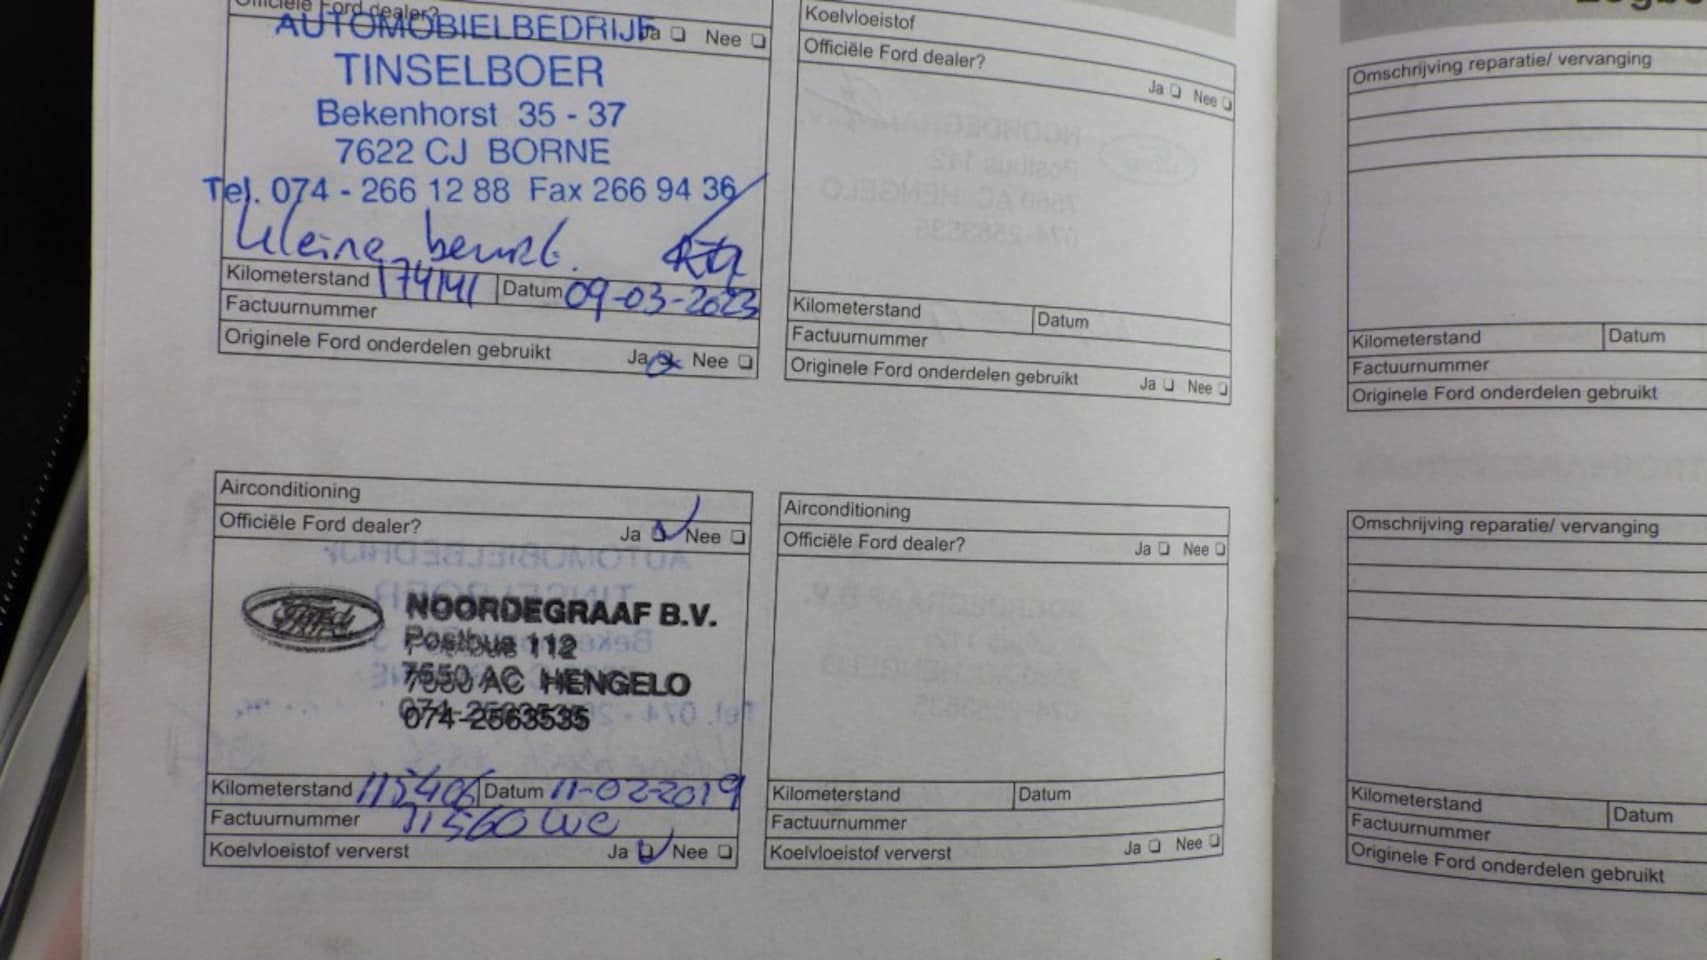 Officiële Ford dealer? Ja Nee
AUTOMOBIELBEDRIJF
TINSELBOER
Bekenhorst 35 - 37
7622 CJ BORNE
Tel. 074 - 266 12 88 Fax 266 94 36
kleine beurt.
Kilometerstand 174141 Datum 09-03-2023
Factuurnummer
Originele Ford onderdelen gebruikt Ja Nee
Koelvloeistof
Officiële Ford dealer?
Ja Nee
Kilometerstand Datum
Factuurnummer
Originele Ford onderdelen gebruikt Ja Nee
Airconditioning
Officiële Ford dealer? Ja Nee
Ford
NOORDEGRAAF B.V.
Postbus 112
7550 AC HENGELO
074-2563535
Kilometerstand 115406 Datum 11-02-2019
Factuurnummer
Koelvloeistof ververst Ja Nee
Airconditioning
Officiële Ford dealer? Ja Nee
Kilometerstand Datum
Factuurnummer
Koelvloeistof ververst Ja Nee
Omschrijving reparatie/ vervanging
Kilometerstand Datum
Factuurnummer
Originele Ford onderdelen gebruikt
Omschrijving reparatie/ vervanging
Kilometerstand Datum
Factuurnummer
Originele Ford onderdelen gebruikt